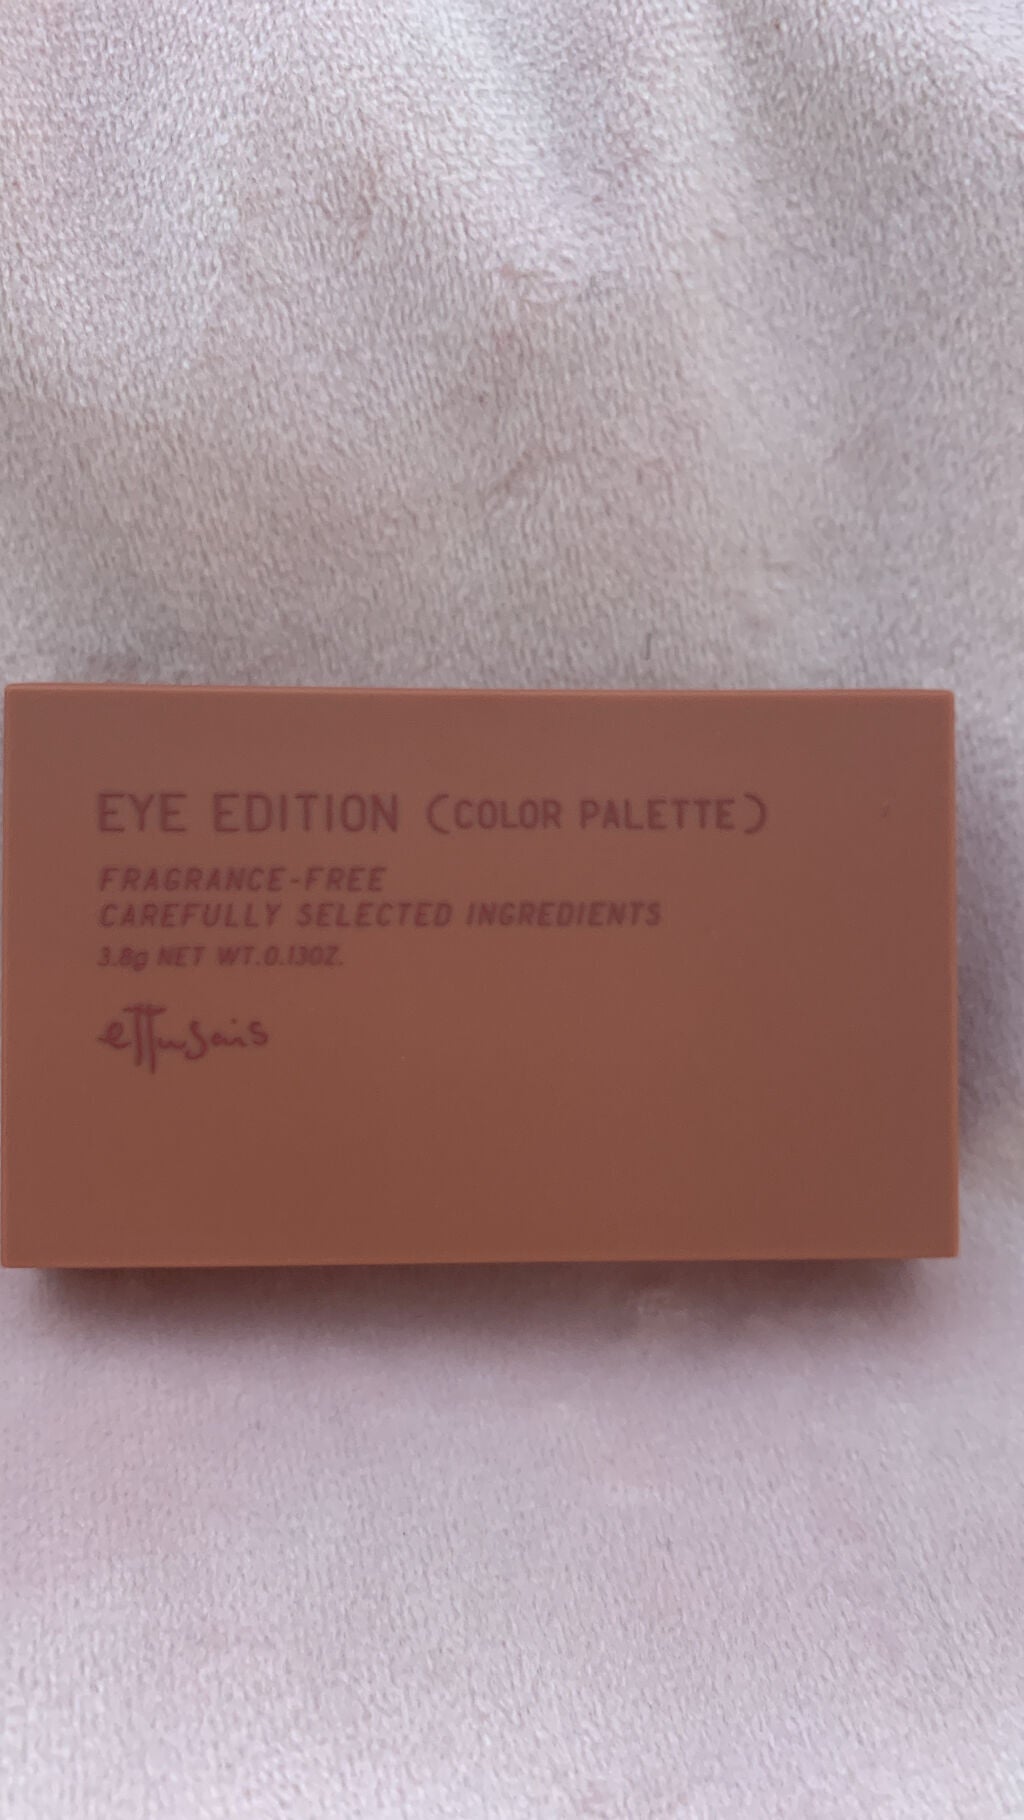 EYE EDITION (COLOR PALETTE)
FRAGRANCE-FREE
CAREFULLY SELECTED INGREDIENTS
3.8g NET WT.0.13OZ.
ettusais